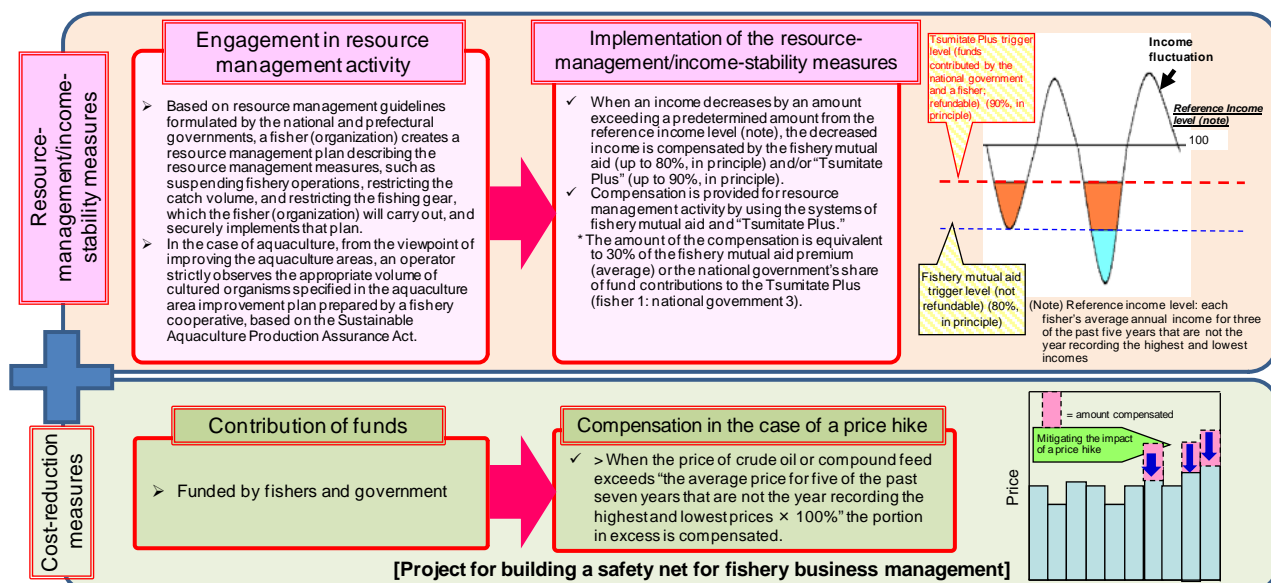 Resource-
management/income-
stability measures
Engagement in resource
management activity
➢ Based on resource management guidelines
formulated by the national and prefectural
governments, a fisher (organization) creates a
resource management plan describing the
resource management measures, such as
suspending fishery operations, restricting the
catch volume, and restricting the fishing gear,
which the fisher (organization) will carry out, and
securely implements that plan.
➢ In the case of aquaculture, from the viewpoint of
improving the aquaculture areas, an operator
strictly observes the appropriate volume of
cultured organisms specified in the aquaculture
area improvement plan prepared by a fishery
cooperative, based on the Sustainable
Aquaculture Production Assurance Act.
Implementation of the resource-
management/income-stability measures
✓ When an income decreases by an amount
exceeding a predetermined amount from the
reference income level (note), the decreased
income is compensated by the fishery mutual
aid (up to 80%, in principle) and/or "Tsumitate
Plus" (up to 90%, in principle).
✓ Compensation is provided for resource
management activity by using the systems of
fishery mutual aid and "Tsumitate Plus."
* The amount of the compensation is equivalent
to 30% of the fishery mutual aid premium
(average) or the national government's share
of fund contributions to the Tsumitate Plus
(fisher 1: national government 3).
Tsumitate Plus trigger
level (funds
contributed by the
national government
and a fisher;
refundable) (90%, in
principle)
Income
fluctuation
Reference Income
level (note)
100
Fishery mutual aid
trigger level (not
refundable) (80%,
in principle)
(Note) Reference income level: each
fisher's average annual income for three
of the past five years that are not the
year recording the highest and lowest
incomes
Cost-reduction
measures
Contribution of funds
➢ Funded by fishers and government
Compensation in the case of a price hike
✓ > When the price of crude oil or compound feed
exceeds "the average price for five of the past
seven years that are not the year recording the
highest and lowest prices × 100%" the portion
in excess is compensated.
= amount compensated
Mitigating the impact
of a price hike
Price
[Project for building a safety net for fishery business management]